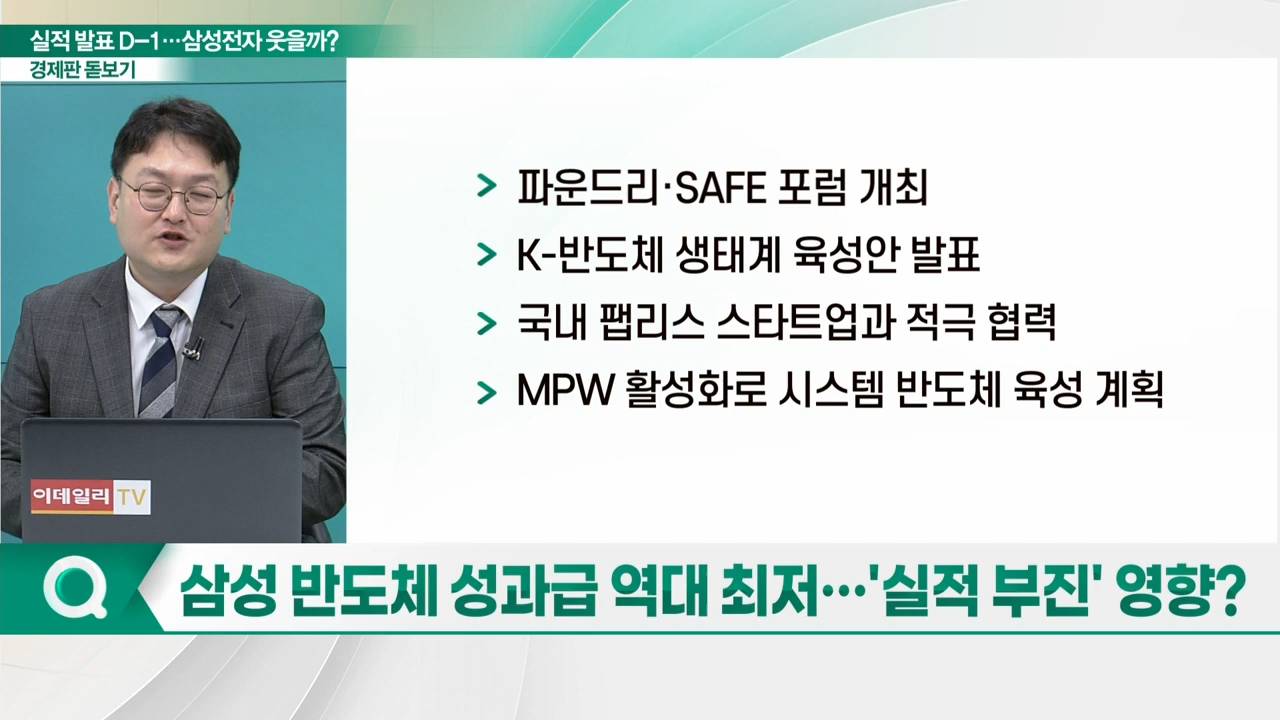 실적 발표 D-1…삼성전자 웃을까?
경제판 돋보기
> 파운드리·SAFE 포럼 개최
> K-반도체 생태계 육성안 발표
> 국내 팹리스 스타트업과 적극 협력
> MPW 활성화로 시스템 반도체 육성 계획
이데일리 TV
Q 삼성 반도체 성과급 역대 최저…'실적 부진' 영향?